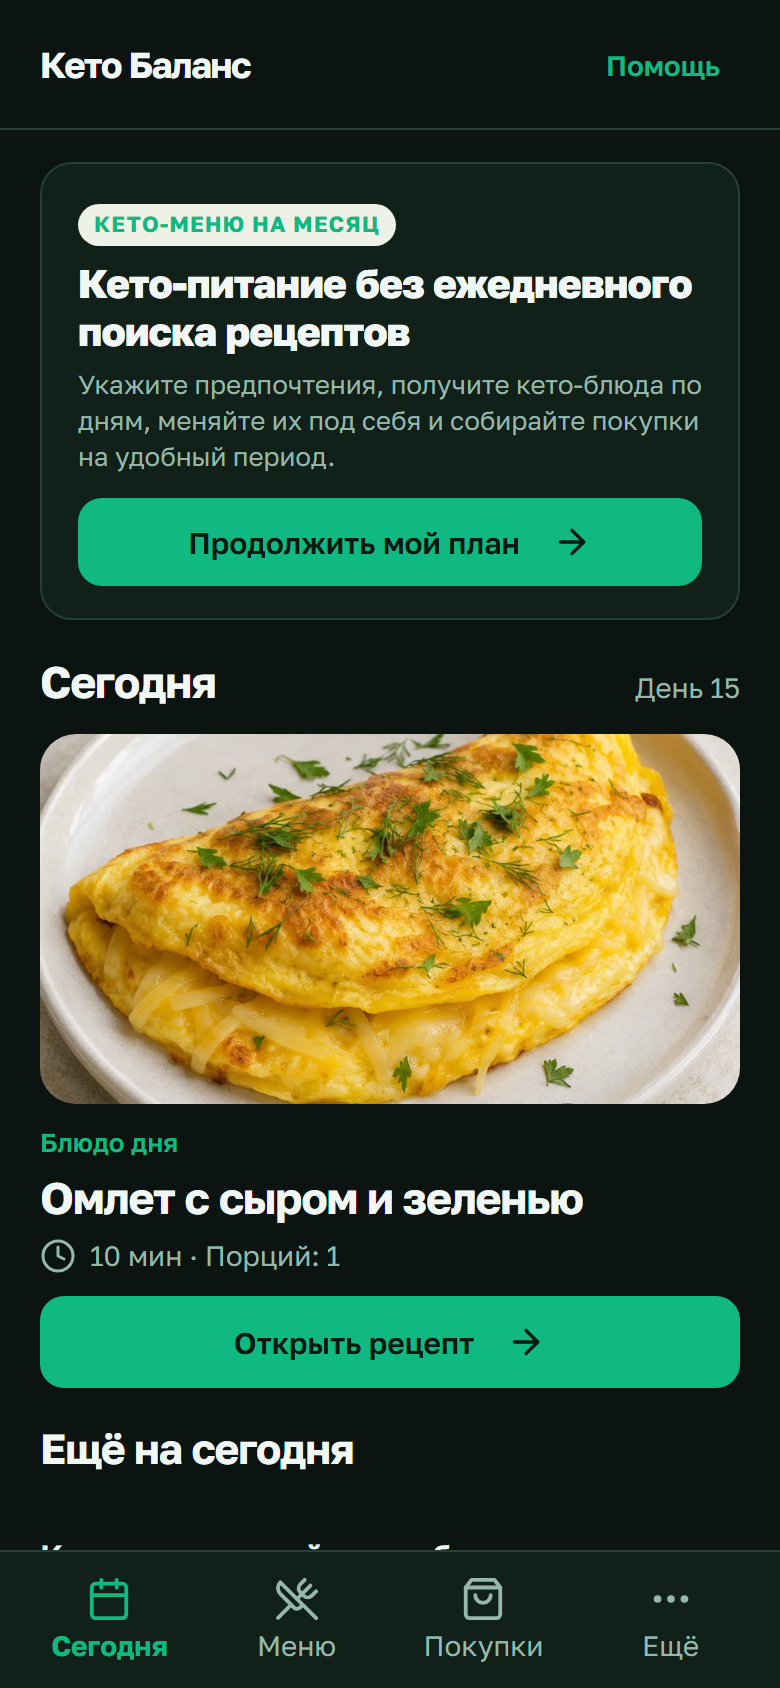 Кето Баланс
Помощь
КЕТО-МЕНЮ НА МЕСЯЦ
Кето-питание без ежедневного
поиска рецептов
Укажите предпочтения, получите кето-блюда по
дням, меняйте их под себя и собирайте покупки
на удобный период.
Продолжить мой план
Сегодня
День 15
Блюдо дня
Омлет с сыром и зеленью
10 мин · Порций: 1
Открыть рецепт
Ещё на сегодня
Сегодня
Меню
Покупки
Ещё